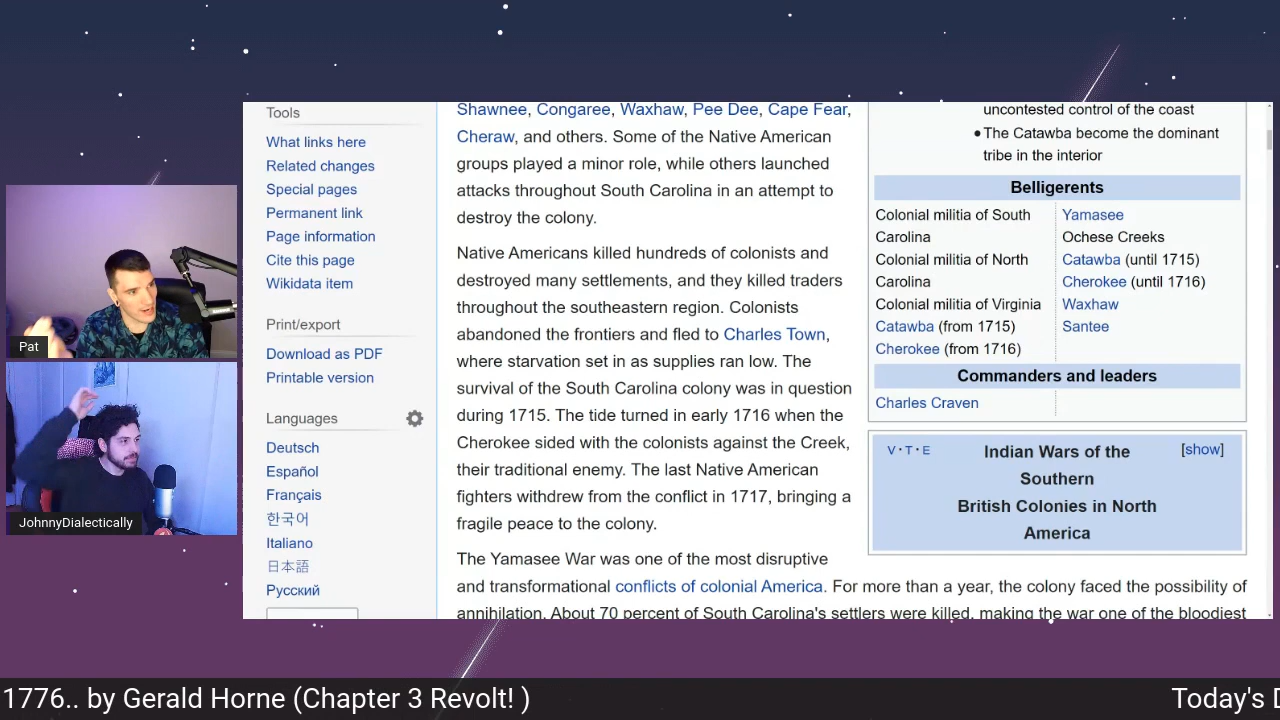 Tools
What links here
Related changes
Special pages
Permanent link
Page information
Cite this page
Wikidata item
Print/export
Download as PDF
Printable version
Languages
Deutsch
Español
Français
한국어
Italiano
日本語
Русский
Shawnee, Congaree, Waxhaw, Pee Dee, Cape Fear,
Cheraw, and others. Some of the Native American
groups played a minor role, while others launched
attacks throughout South Carolina in an attempt to
destroy the colony.
Native Americans killed hundreds of colonists and
destroyed many settlements, and they killed traders
throughout the southeastern region. Colonists
abandoned the frontiers and fled to Charles Town,
where starvation set in as supplies ran low. The
survival of the South Carolina colony was in question
during 1715. The tide turned in early 1716 when the
Cherokee sided with the colonists against the Creek,
their traditional enemy. The last Native American
fighters withdrew from the conflict in 1717, bringing a
fragile peace to the colony.
The Yamasee War was one of the most disruptive
and transformational conflicts of colonial America. For more than a year, the colony faced the possibility of
annihilation. About 70 percent of South Carolina's settlers were killed, making the war one of the bloodiest
uncontested control of the coast
• The Catawba become the dominant
tribe in the interior
Belligerents
Colonial militia of South
Carolina
Colonial militia of North
Carolina
Colonial militia of Virginia
Catawba (from 1715)
Cherokee (from 1716)
Yamasee
Ochese Creeks
Catawba (until 1715)
Cherokee (until 1716)
Waxhaw
Santee
Commanders and leaders
Charles Craven
V · T · E
Indian Wars of the
Southern
British Colonies in North
America
[show]
Pat
JohnnyDialectically
1776.. by Gerald Horne (Chapter 3 Revolt! )
Today's